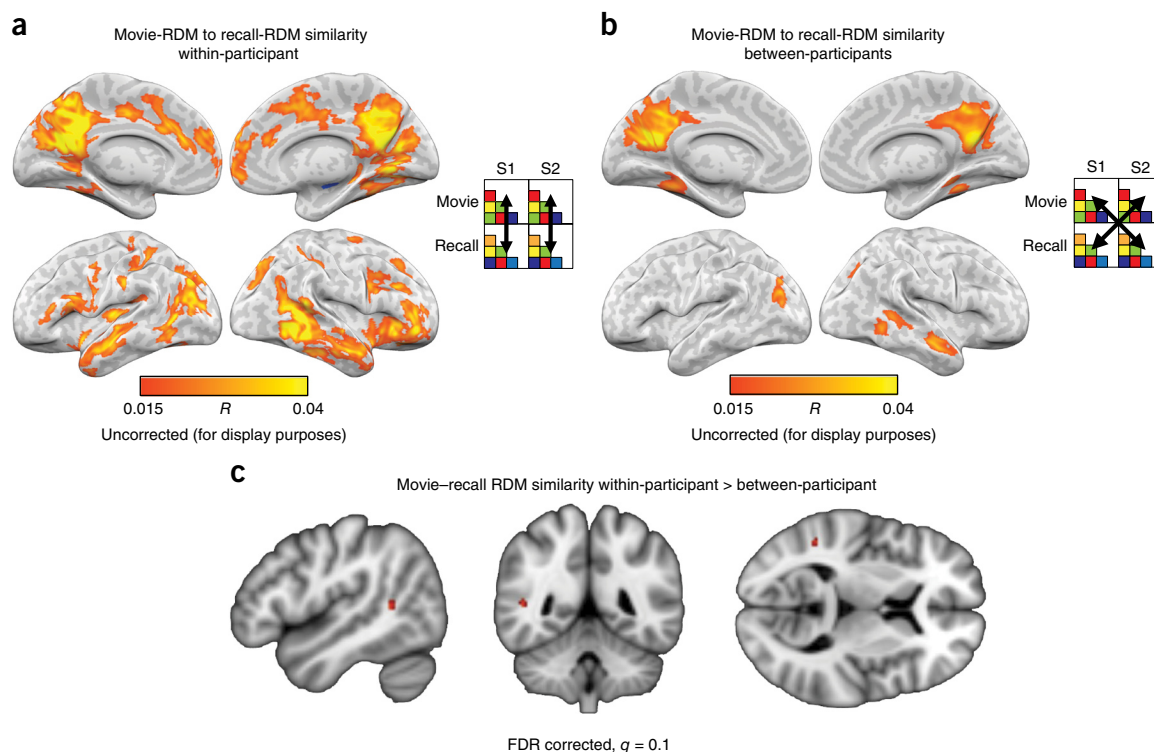 a
Movie-RDM to recall-RDM similarity
within-participant
S1 S2
Movie
Recall
0.015 R 0.04
Uncorrected (for display purposes)
b
Movie-RDM to recall-RDM similarity
between-participants
S1 S2
Movie
Recall
0.015 R 0.04
Uncorrected (for display purposes)
c
Movie–recall RDM similarity within-participant > between-participant
FDR corrected, q = 0.1